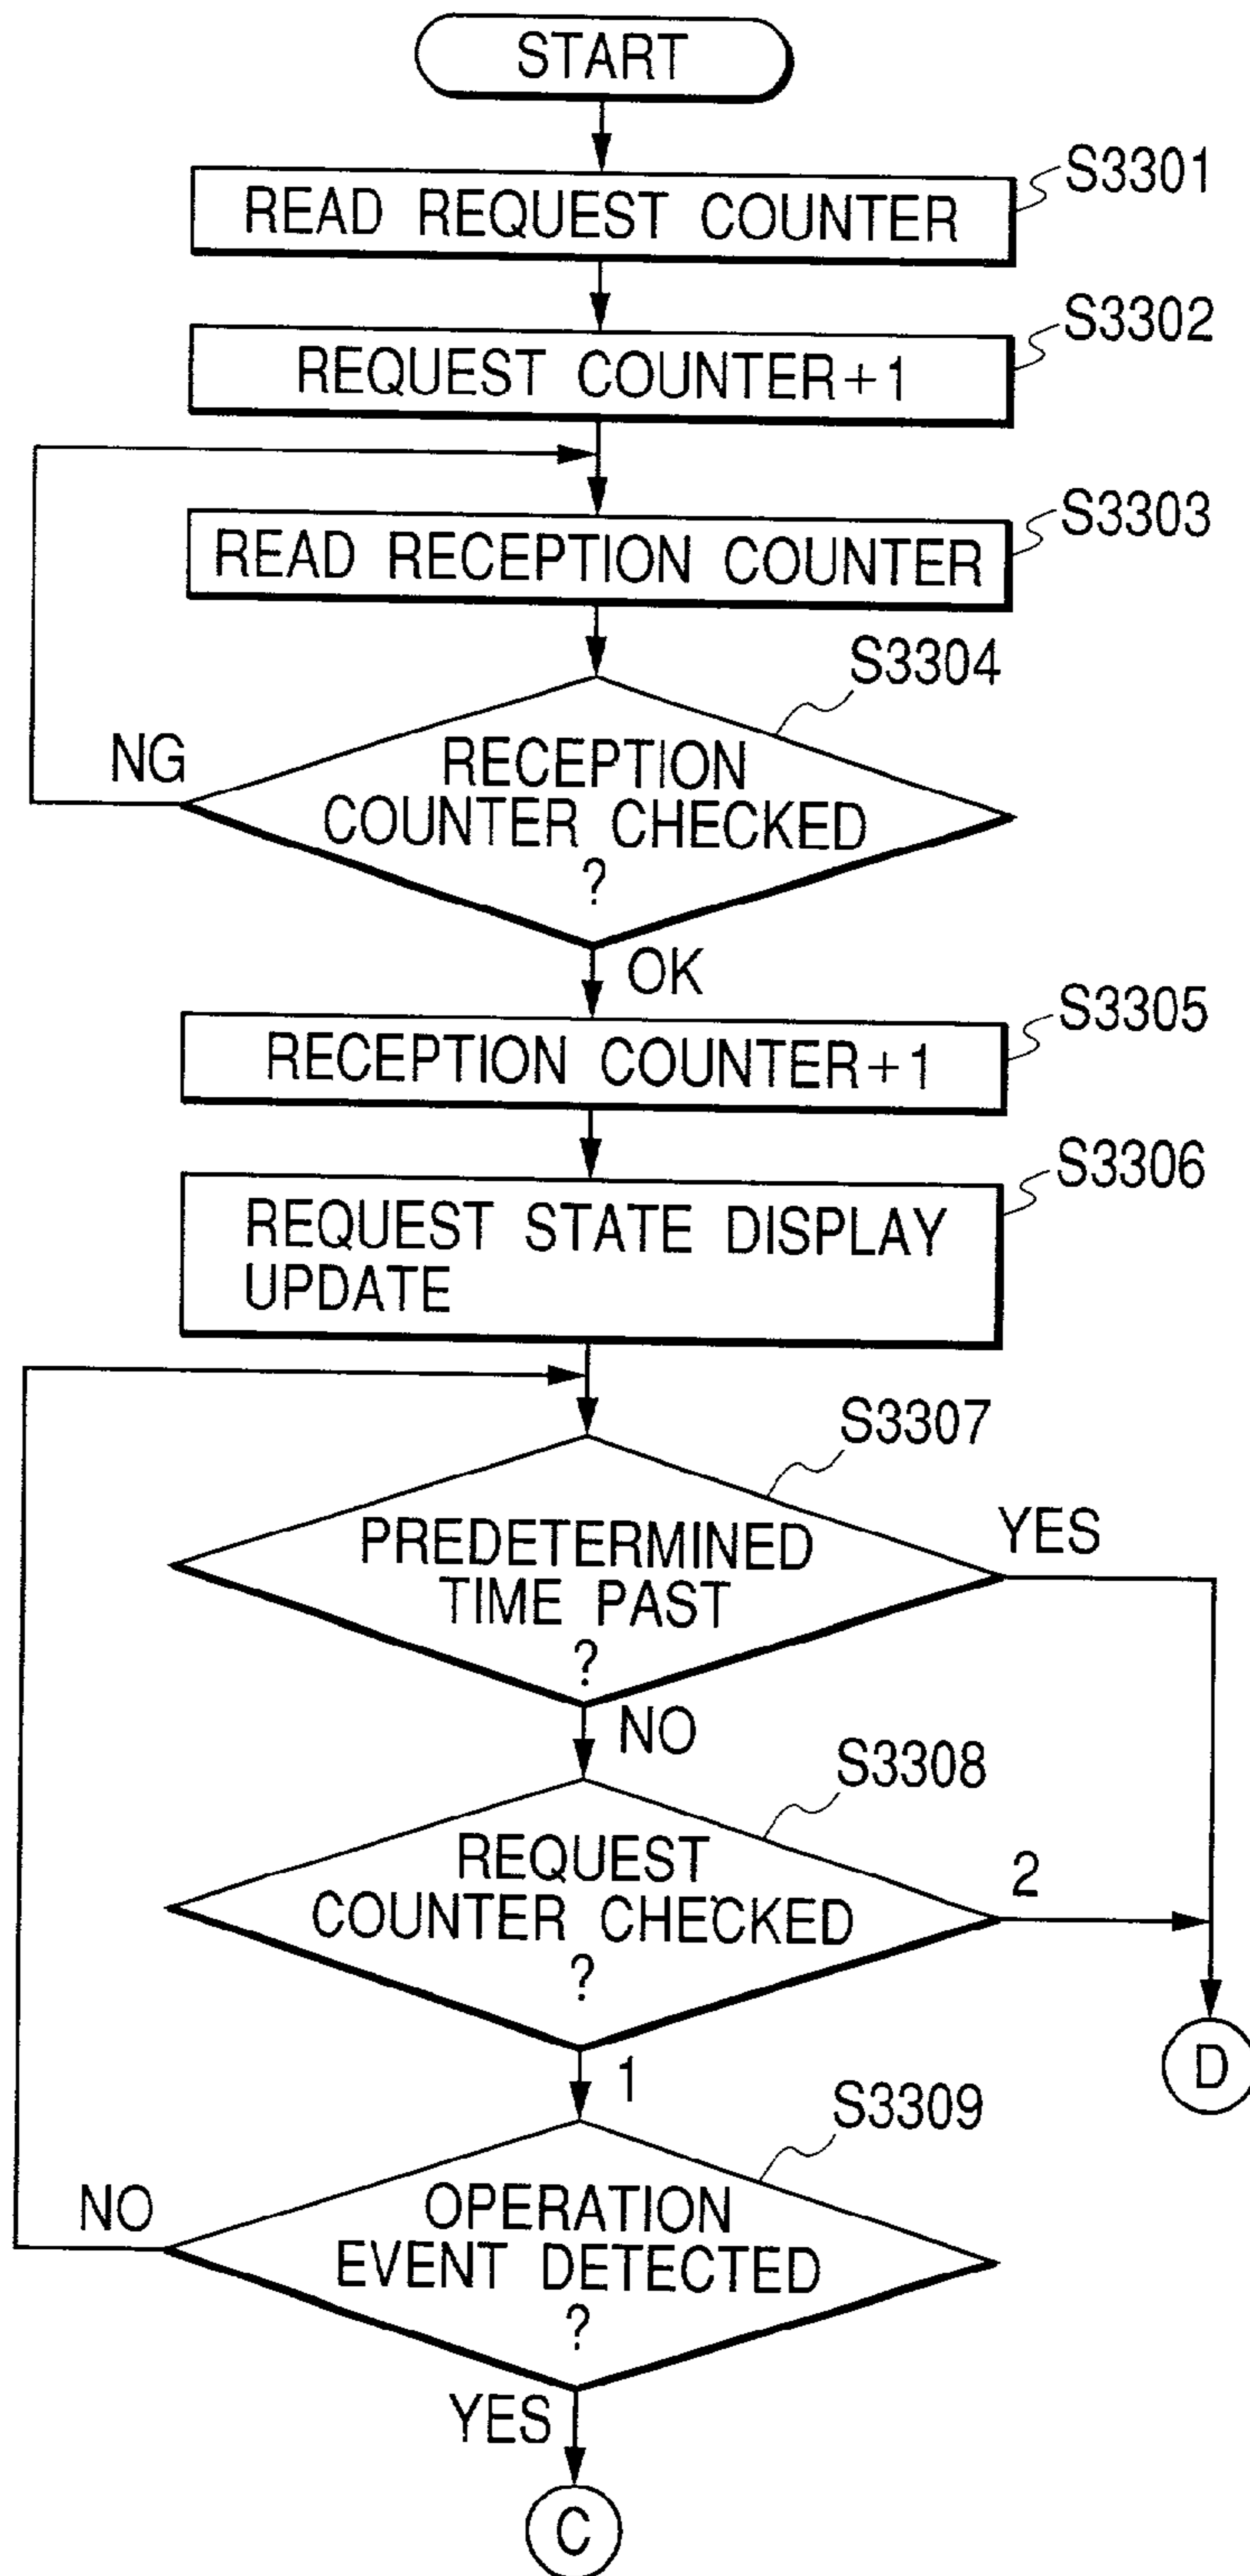 START
READ REQUEST COUNTER
S3301
REQUEST COUNTER+1
S3302
READ RECEPTION COUNTER
S3303
S3304
NG
RECEPTION
COUNTER CHECKED
?
OK
RECEPTION COUNTER+1
S3305
REQUEST STATE DISPLAY
UPDATE
S3306
S3307
PREDETERMINED
TIME PAST
?
YES
NO
S3308
REQUEST
COUNTER CHECKED
?
2
D
1
S3309
NO
OPERATION
EVENT DETECTED
?
YES
C